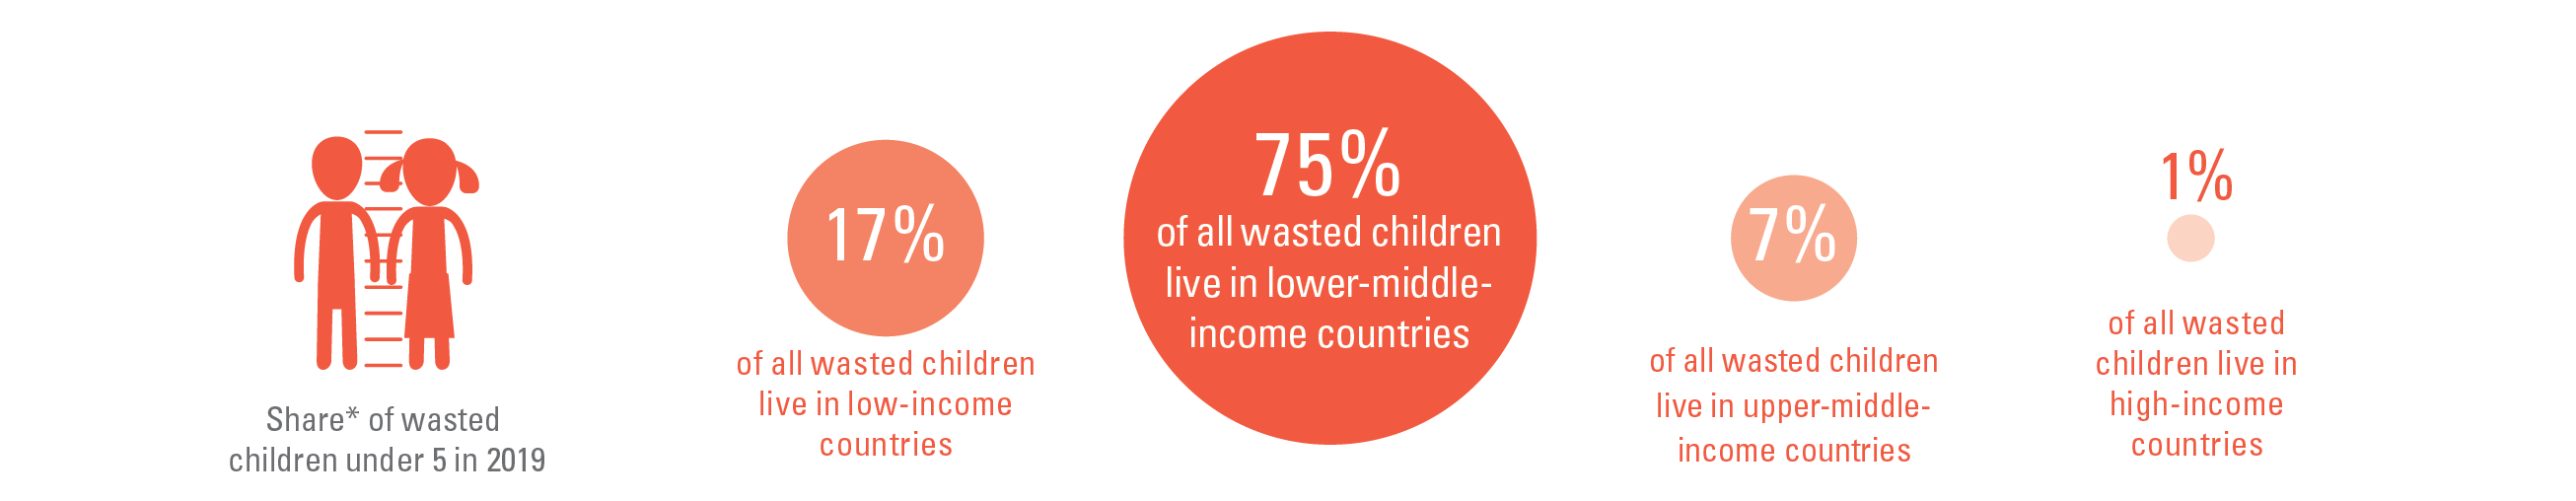 Share* of wasted
children under 5 in 2019
17%
of all wasted children
live in low-income
countries
75%
of all wasted children
live in lower-middle-
income countries
7%
of all wasted children
live in upper-middle-
income countries
1%
of all wasted
children live in
high-income
countries